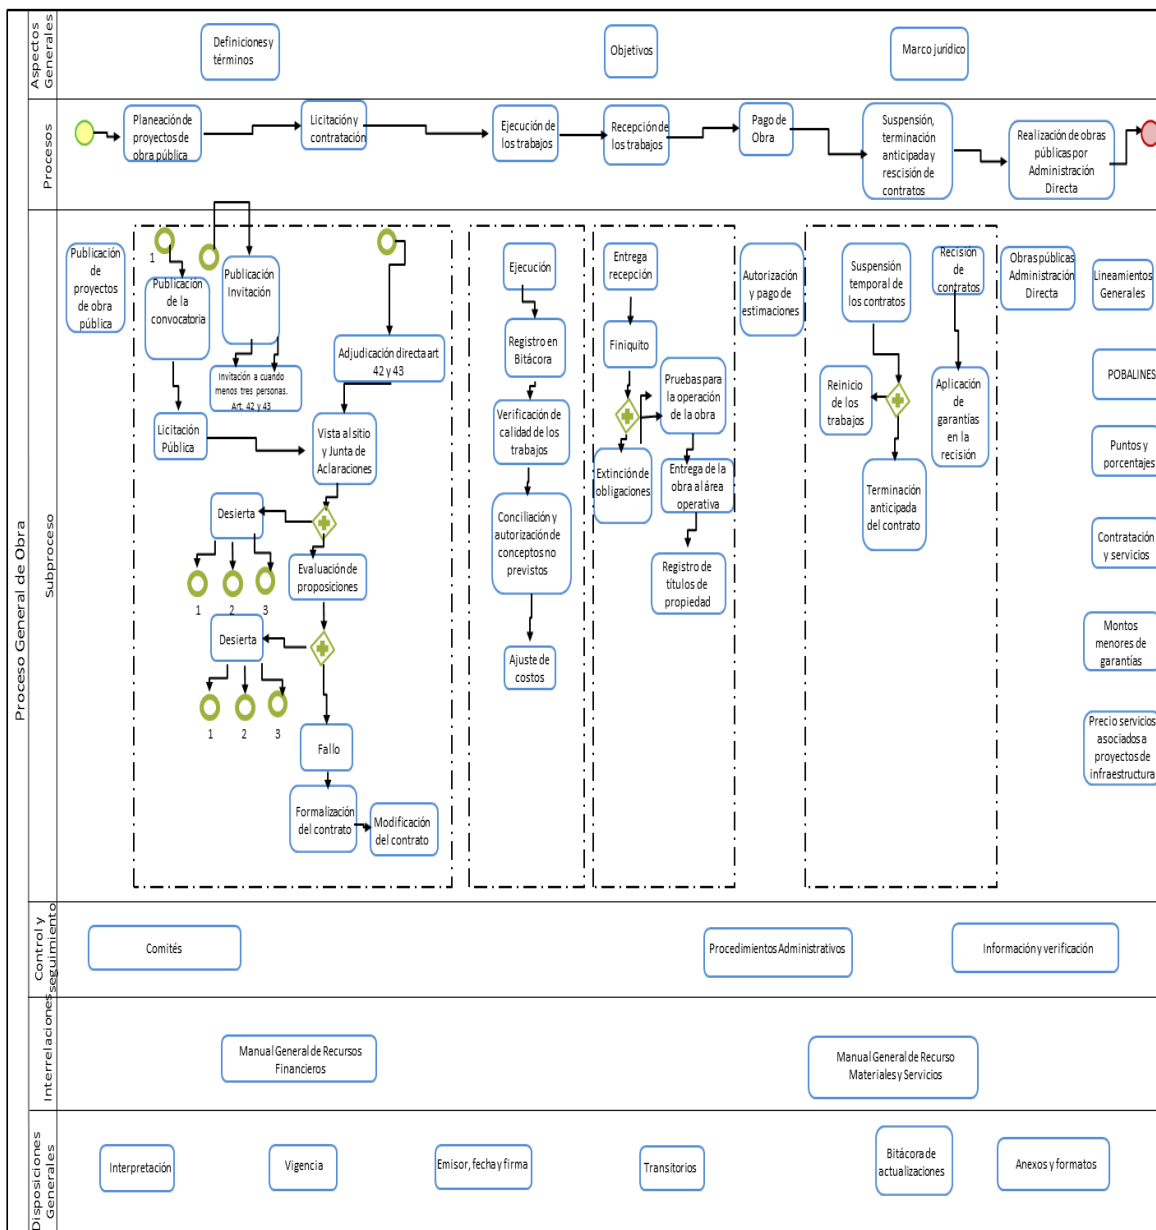 Proceso General de Obra
Aspectos
Generales
Definiciones y
términos
Objetivos
Marco jurídico
Procesos
Planeación de
proyectos de
obra pública
Licitación y
contratación
Ejecución de
los trabajos
Recepción de
los trabajos
Pago de
Obra
Suspensión,
terminación
anticipada y
rescisión de
contratos
Realización de obras
públicas por
Administración
Directa
Subproceso
Publicación
de
proyectos de
obra pública
1
Publicación
de la
convocatoria
Licitación
Pública
Publicación
Invitación
Invitación a cuando
menos tres personas.
Art. 42 y 43
Adjudicación directa art
42 y 43
Vista al sitio
y Junta de
Aclaraciones
Desierta
1
2
3
Evaluación de
proposiciones
Desierta
1
2
3
Fallo
Formalización
del contrato
Modificación
del contrato
Ejecución
Registro en
Bitácora
Verificación de
calidad de los
trabajos
Conciliación y
autorización de
conceptos no
previstos
Ajuste de
costos
Entrega
recepción
Finiquito
Pruebas para
la operación
de la obra
Extinción de
obligaciones
Entrega de la
obra al área
operativa
Registro de
títulos de
propiedad
Autorización
y pago de
estimaciones
Suspensión
temporal de
los contratos
Reinicio
de los
trabajos
Terminación
anticipada
del contrato
Recisión
de contratos
Aplicación
de garantías
en la
recisión
Obras públicas
Administración
Directa
Lineamientos
Generales
POBALINES
Puntos y
porcentajes
Contratación
y servicios
Montos
menores de
garantías
Precio servicios
asociados a
proyectos de
infraestructura
Control y
seguimiento
Comités
Procedimientos Administrativos
Información y verificación
Interrelaciones
Manual General de Recursos
Financieros
Manual General de Recurso
Materiales y Servicios
Disposiciones
Generales
Interpretación
Vigencia
Emisor, fecha y firma
Transitorios
Bitácora de
actualizaciones
Anexos y formatos